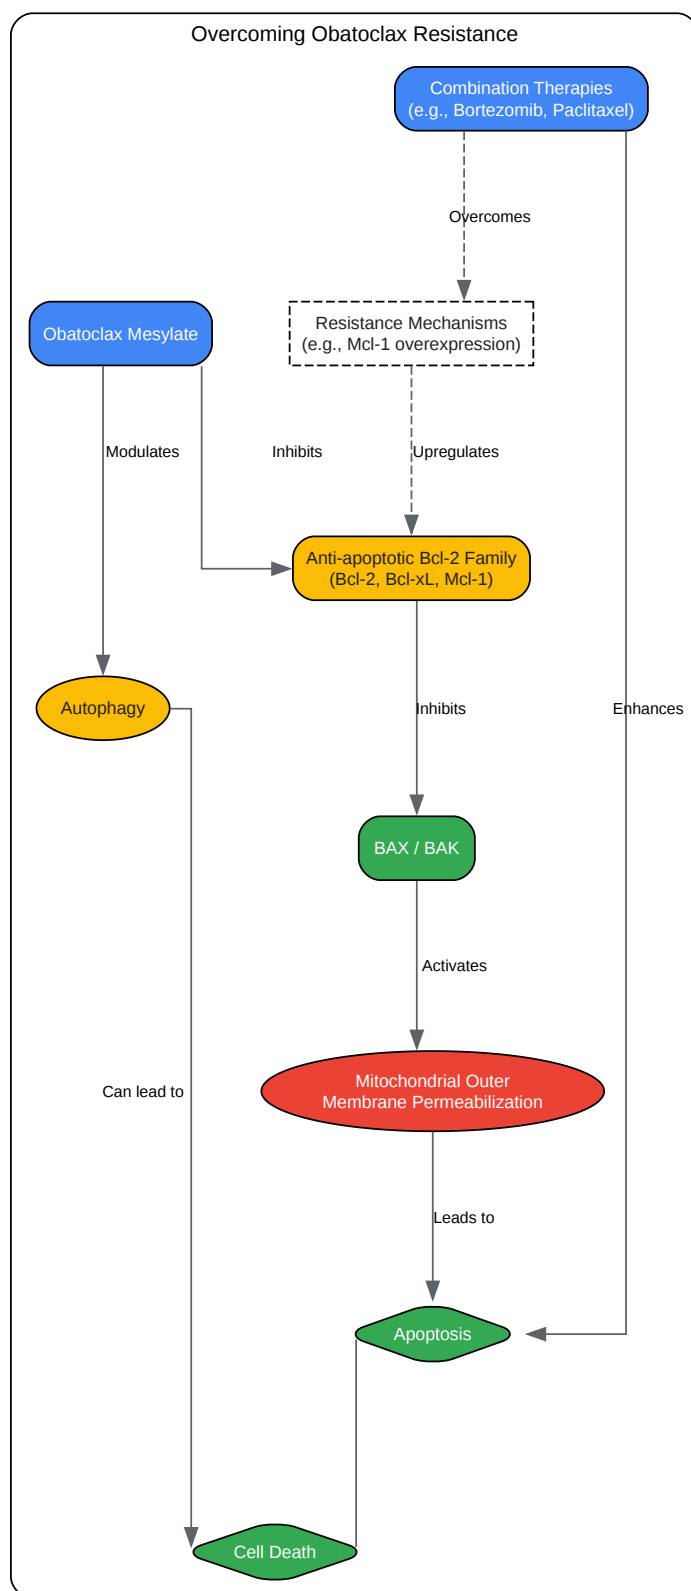 Overcoming Obatoclax Resistance
Combination Therapies
(e.g., Bortezomib, Paclitaxel)
Overcomes
Obatoclax Mesylate
Resistance Mechanisms
(e.g., Mcl-1 overexpression)
Modulates
Inhibits
Upregulates
Anti-apoptotic Bcl-2 Family
(Bcl-2, Bcl-xL, Mcl-1)
Autophagy
Inhibits
Enhances
BAX / BAK
Activates
Mitochondrial Outer
Membrane Permeabilization
Can lead to
Leads to
Apoptosis
Cell Death